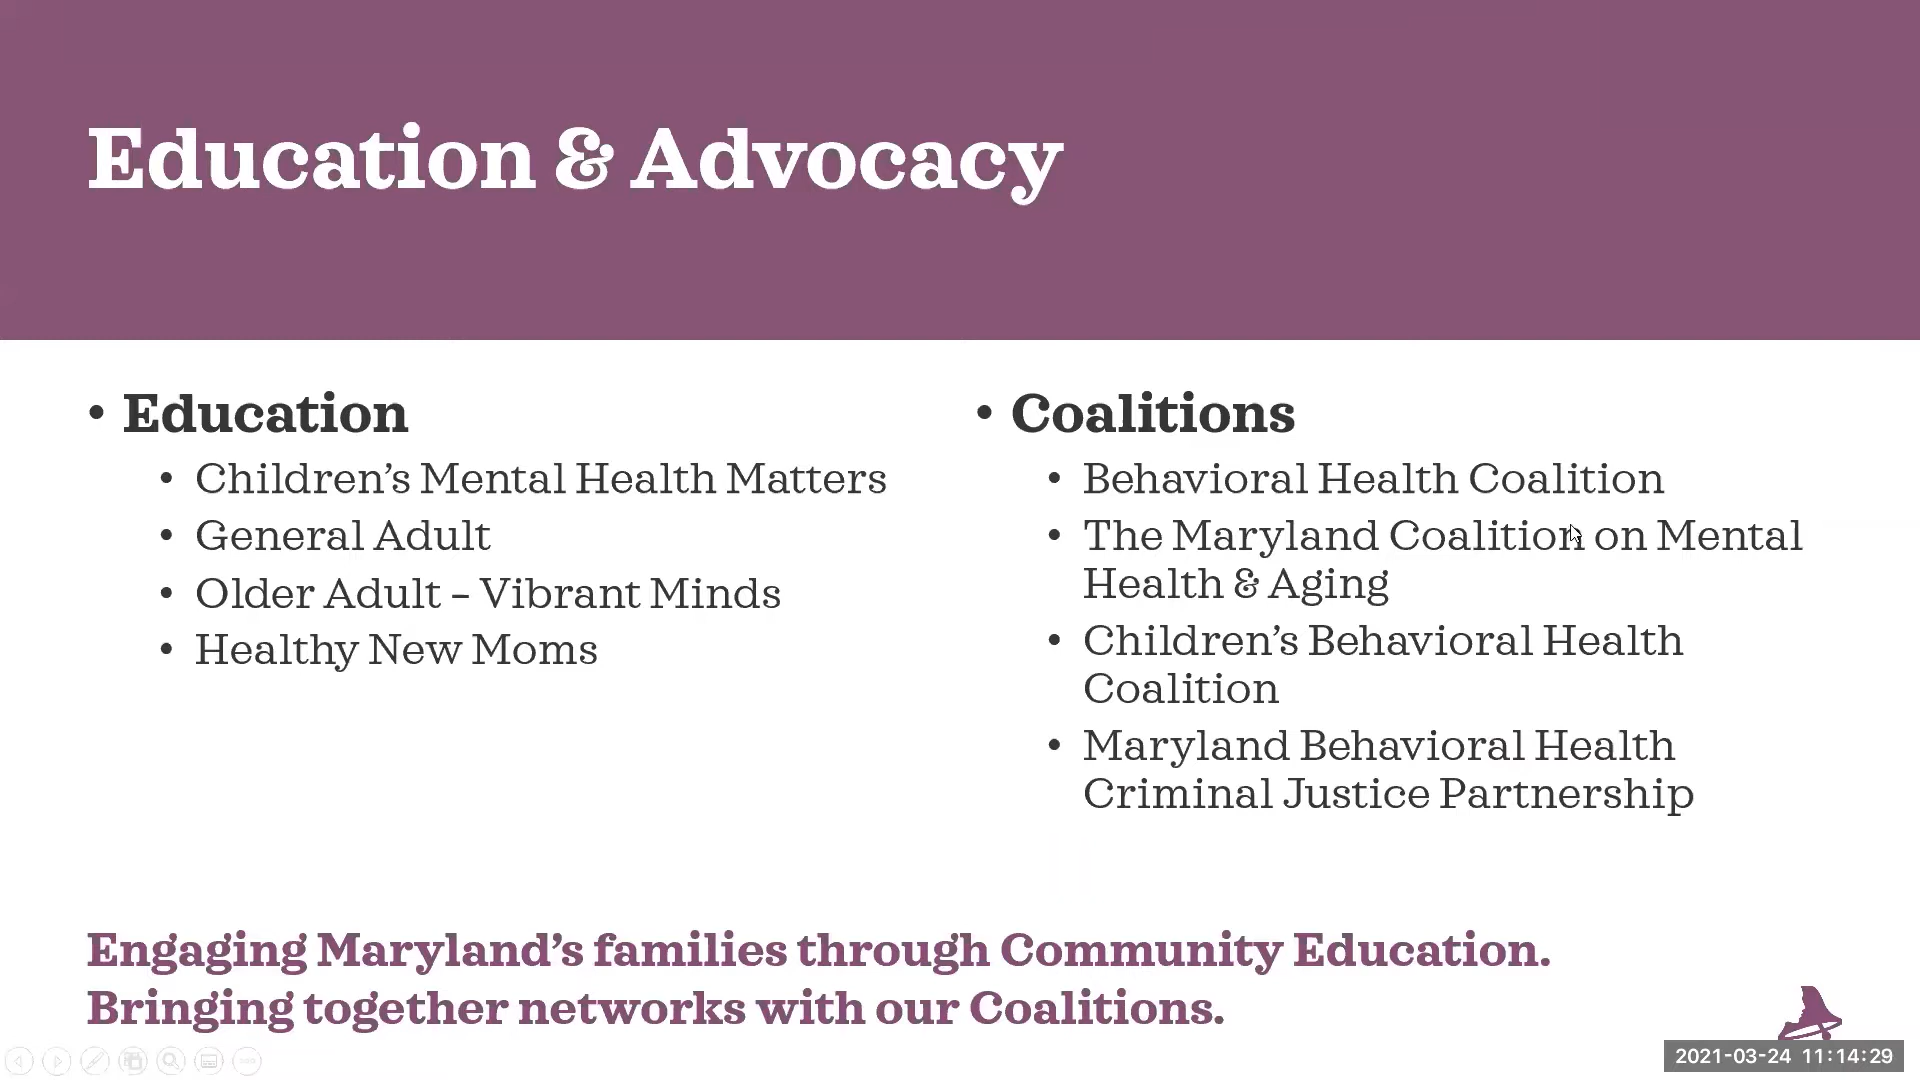 Education & Advocacy
• Education
• Children’s Mental Health Matters
• General Adult
• Older Adult – Vibrant Minds
• Healthy New Moms
• Coalitions
• Behavioral Health Coalition
• The Maryland Coalition on Mental
Health & Aging
• Children’s Behavioral Health
Coalition
• Maryland Behavioral Health
Criminal Justice Partnership
Engaging Maryland’s families through Community Education.
Bringing together networks with our Coalitions.
2021-03-24 11:14:29